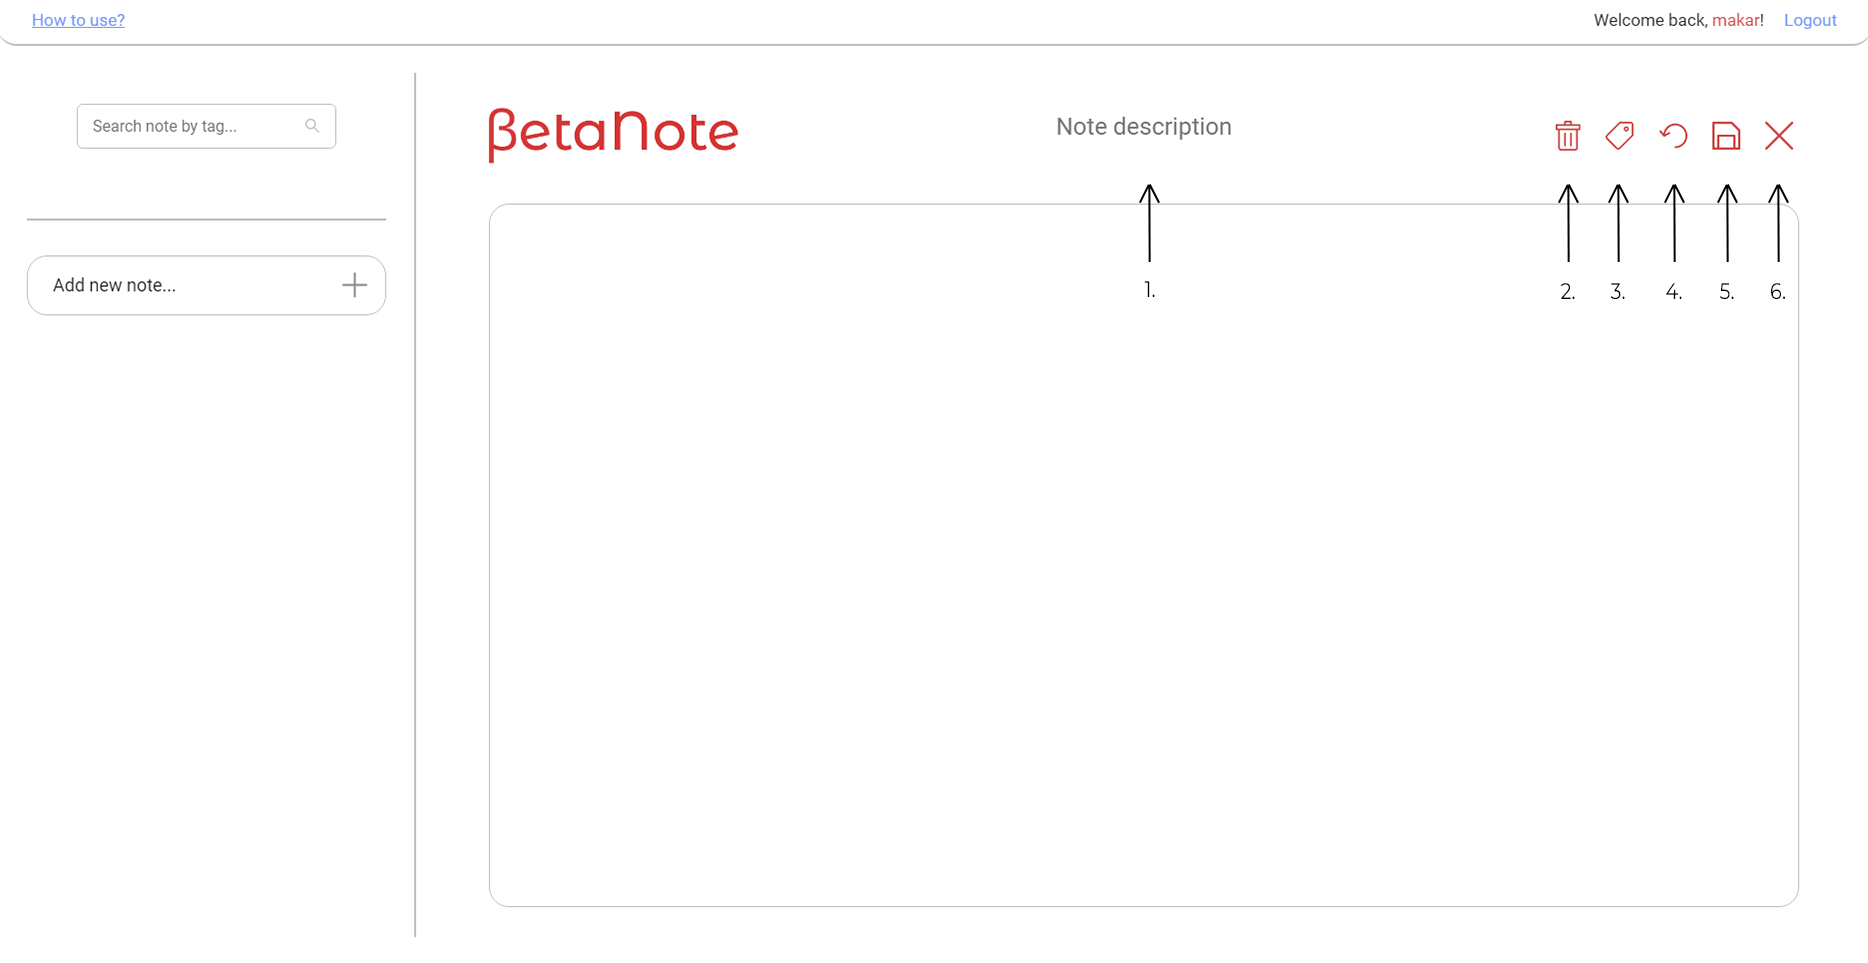 How to use?
Welcome back, makar! Logout
Search note by tag...
βetaNote
Note description
Add new note...
1.
2. 3. 4. 5. 6.